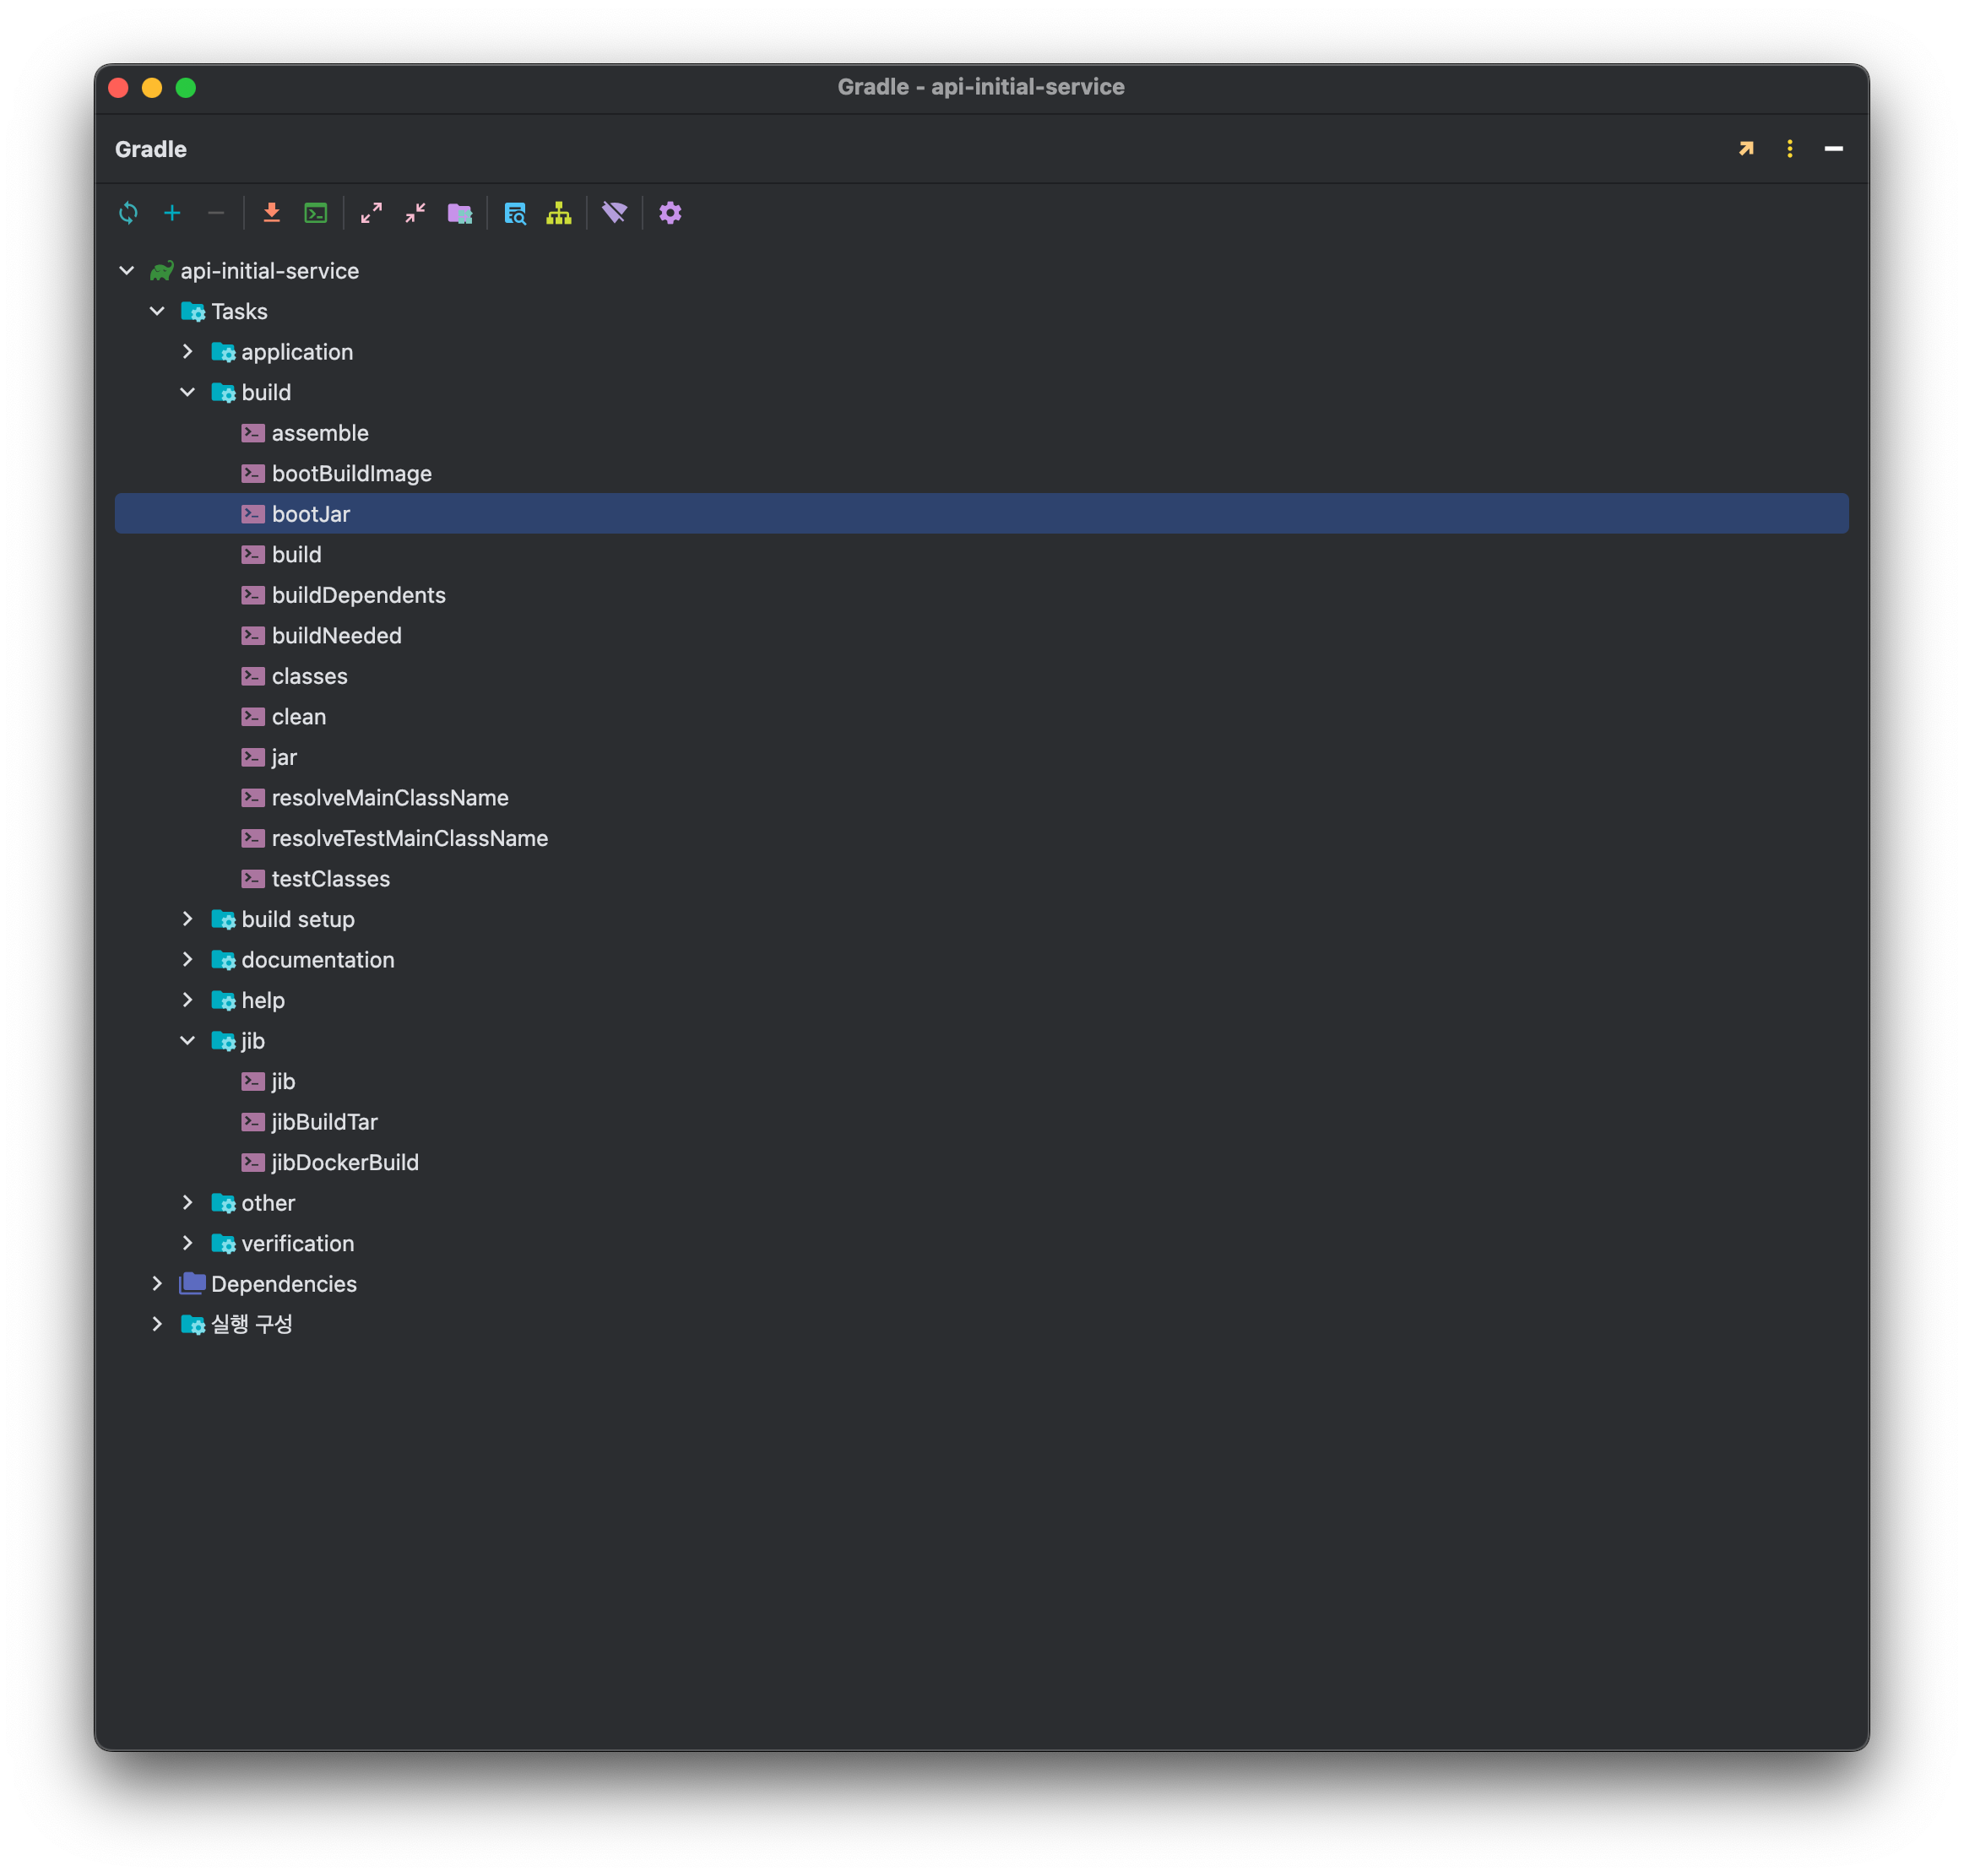 Gradle - api-initial-service
Gradle
api-initial-service
Tasks
application
build
assemble
bootBuildImage
bootJar
build
buildDependents
buildNeeded
classes
clean
jar
resolveMainClassName
resolveTestMainClassName
testClasses
build setup
documentation
help
jib
jib
jibBuildTar
jibDockerBuild
other
verification
Dependencies
실행 구성